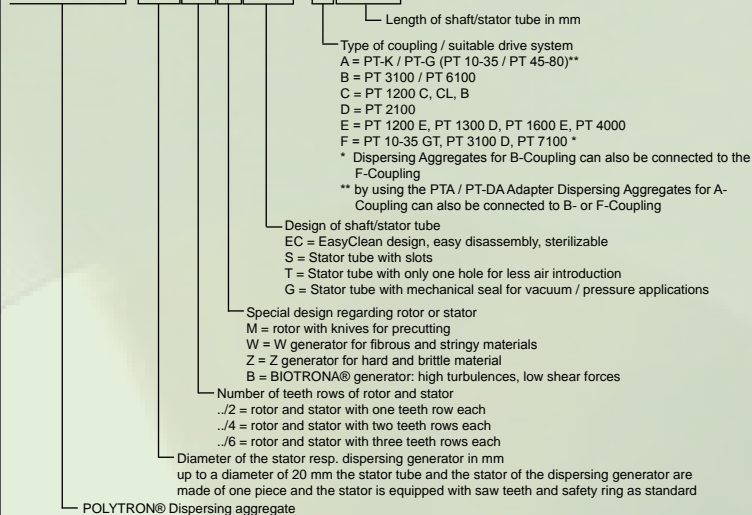 Length of shaft/stator tube in mm
Type of coupling / suitable drive system
A = PT-K / PT-G (PT 10-35 / PT 45-80)**
B = PT 3100 / PT 6100
C = PT 1200 C, CL, B
D = PT 2100
E = PT 1200 E, PT 1300 D, PT 1600 E, PT 4000
F = PT 10-35 GT, PT 3100 D, PT 7100 *
* Dispersing Aggregates for B-Coupling can also be connected to the
F-Coupling
** by using the PTA / PT-DA Adapter Dispersing Aggregates for A-
Coupling can also be connected to B- or F-Coupling
Design of shaft/stator tube
EC = EasyClean design, easy disassembly, sterilizable
S = Stator tube with slots
T = Stator tube with only one hole for less air introduction
G = Stator tube with mechanical seal for vacuum / pressure applications
Special design regarding rotor or stator
M = rotor with knives for precutting
W = W generator for fibrous and stringy materials
Z = Z generator for hard and brittle material
B = BIOTRONA® generator: high turbulences, low shear forces
Number of teeth rows of rotor and stator
../2 = rotor and stator with one teeth row each
../4 = rotor and stator with two teeth rows each
../6 = rotor and stator with three teeth rows each
Diameter of the stator resp. dispersing generator in mm
up to a diameter of 20 mm the stator tube and the stator of the dispersing generator are
made of one piece and the stator is equipped with saw teeth and safety ring as standard
POLYTRON® Dispersing aggregate